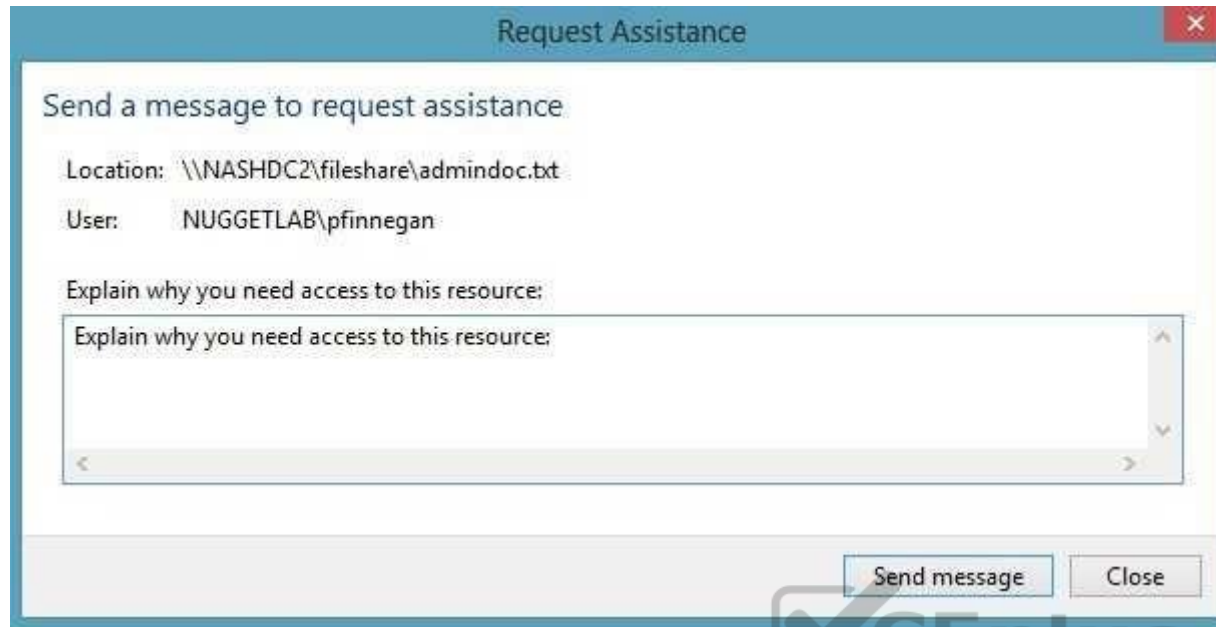 Request Assistance
Send a message to request assistance
Location: \\NASHDC2\fileshare\admindoc.txt
User: NUGGETLAB\pfinnegan
Explain why you need access to this resource:
Explain why you need access to this resource:
Send message Close